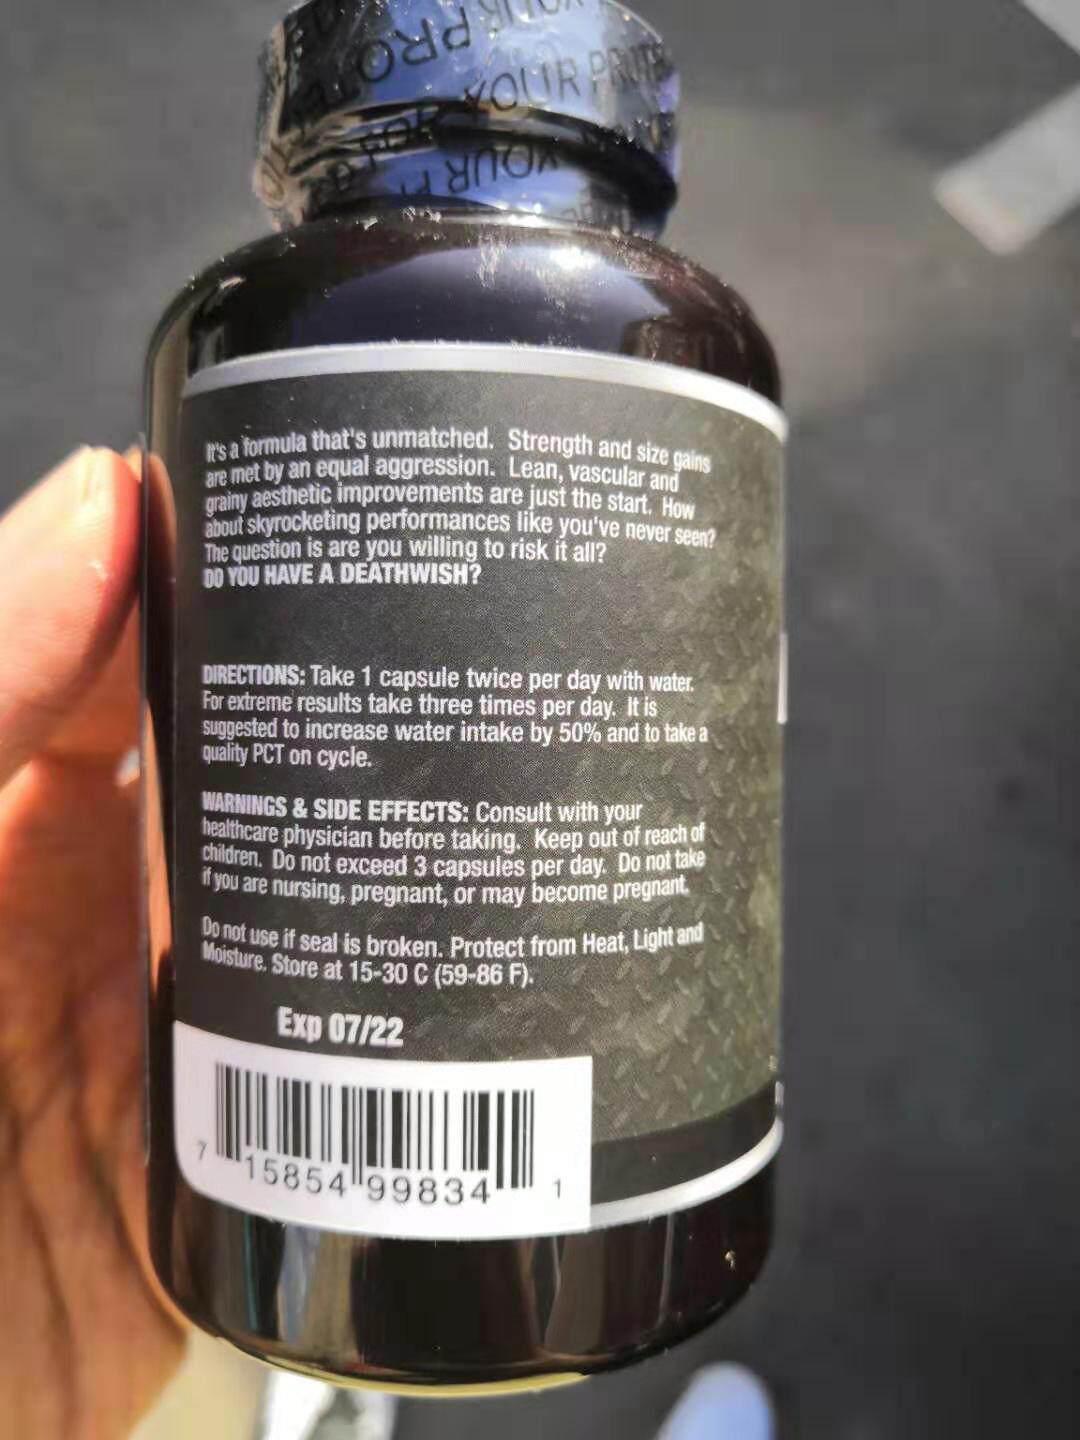 YOUR PRO
YOUR PROTE
FOR YOUR
YOUR P
It's a formula that's unmatched. Strength and size gains
are met by an equal aggression. Lean, vascular and
grainy aesthetic improvements are just the start. How
about skyrocketing performances like you've never seen?
The question is are you willing to risk it all?
DO YOU HAVE A DEATHWISH?
DIRECTIONS: Take 1 capsule twice per day with water.
For extreme results take three times per day. It is
suggested to increase water intake by 50% and to take a
quality PCT on cycle.
WARNINGS & SIDE EFFECTS: Consult with your
healthcare physician before taking. Keep out of reach of
children. Do not exceed 3 capsules per day. Do not take
if you are nursing, pregnant, or may become pregnant.
Do not use if seal is broken. Protect from Heat, Light and
Moisture. Store at 15-30 C (59-86 F).
Exp 07/22
7 15854 99834 1